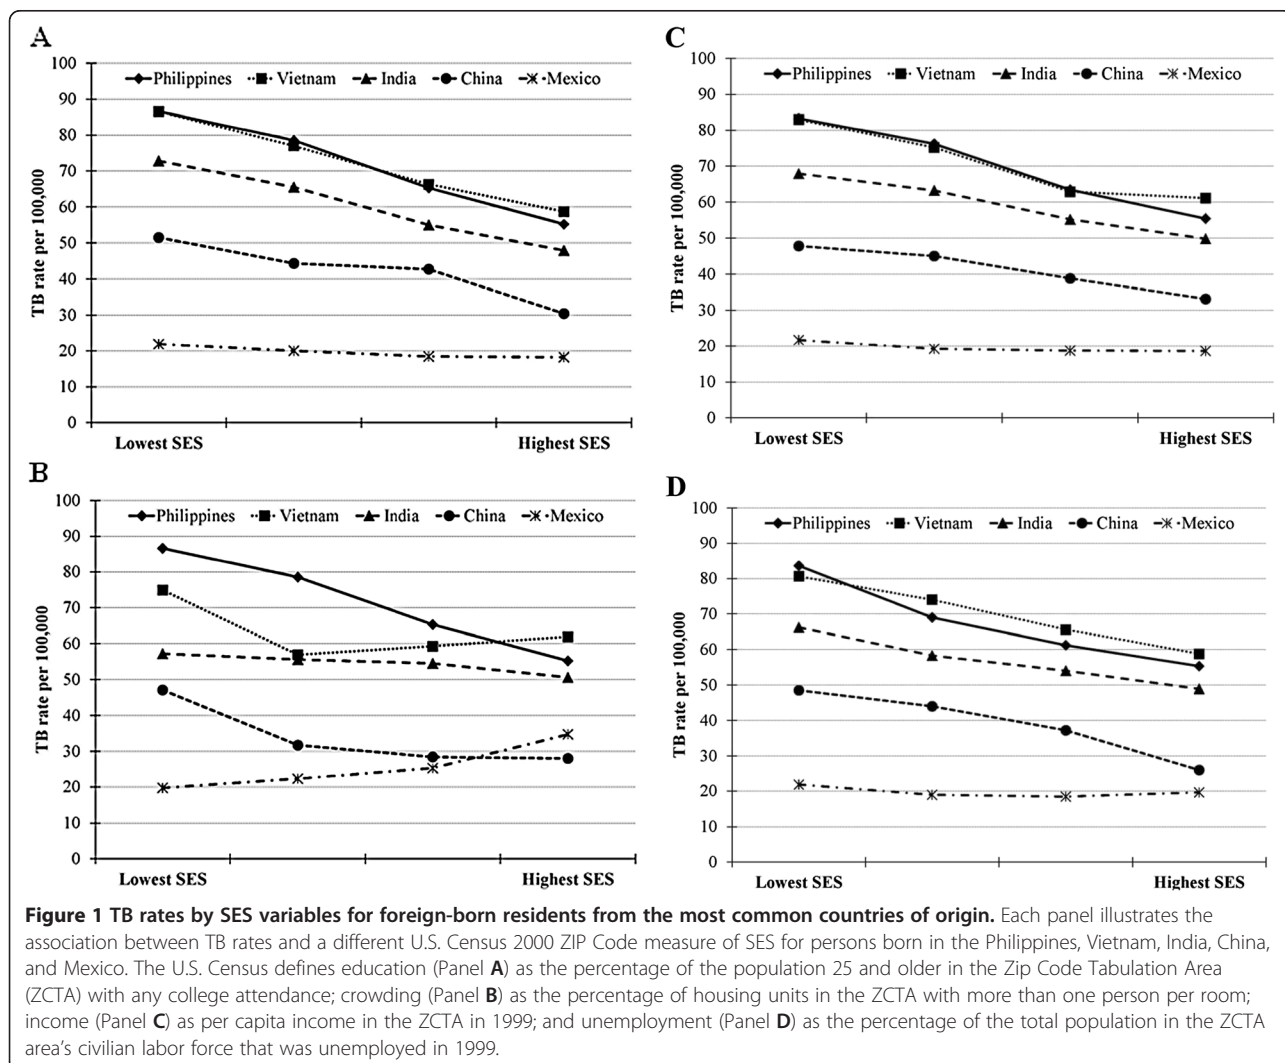 A
100
Philippines Vietnam India China Mexico
90
80
70
60
50
40
30
20
10
0
TB rate per 100,000
Lowest SES Highest SES
C
100
Philippines Vietnam India China Mexico
90
80
70
60
50
40
30
20
10
0
TB rate per 100,000
Lowest SES Highest SES
B
100
Philippines Vietnam India China Mexico
90
80
70
60
50
40
30
20
10
0
TB rate per 100,000
Lowest SES Highest SES
D
100
Philippines Vietnam India China Mexico
90
80
70
60
50
40
30
20
10
0
TB rate per 100,000
Lowest SES Highest SES
Figure 1 TB rates by SES variables for foreign-born residents from the most common countries of origin. Each panel illustrates the
association between TB rates and a different U.S. Census 2000 ZIP Code measure of SES for persons born in the Philippines, Vietnam, India, China,
and Mexico. The U.S. Census defines education (Panel A) as the percentage of the population 25 and older in the Zip Code Tabulation Area
(ZCTA) with any college attendance; crowding (Panel B) as the percentage of housing units in the ZCTA with more than one person per room;
income (Panel C) as per capita income in the ZCTA in 1999; and unemployment (Panel D) as the percentage of the total population in the ZCTA
area's civilian labor force that was unemployed in 1999.